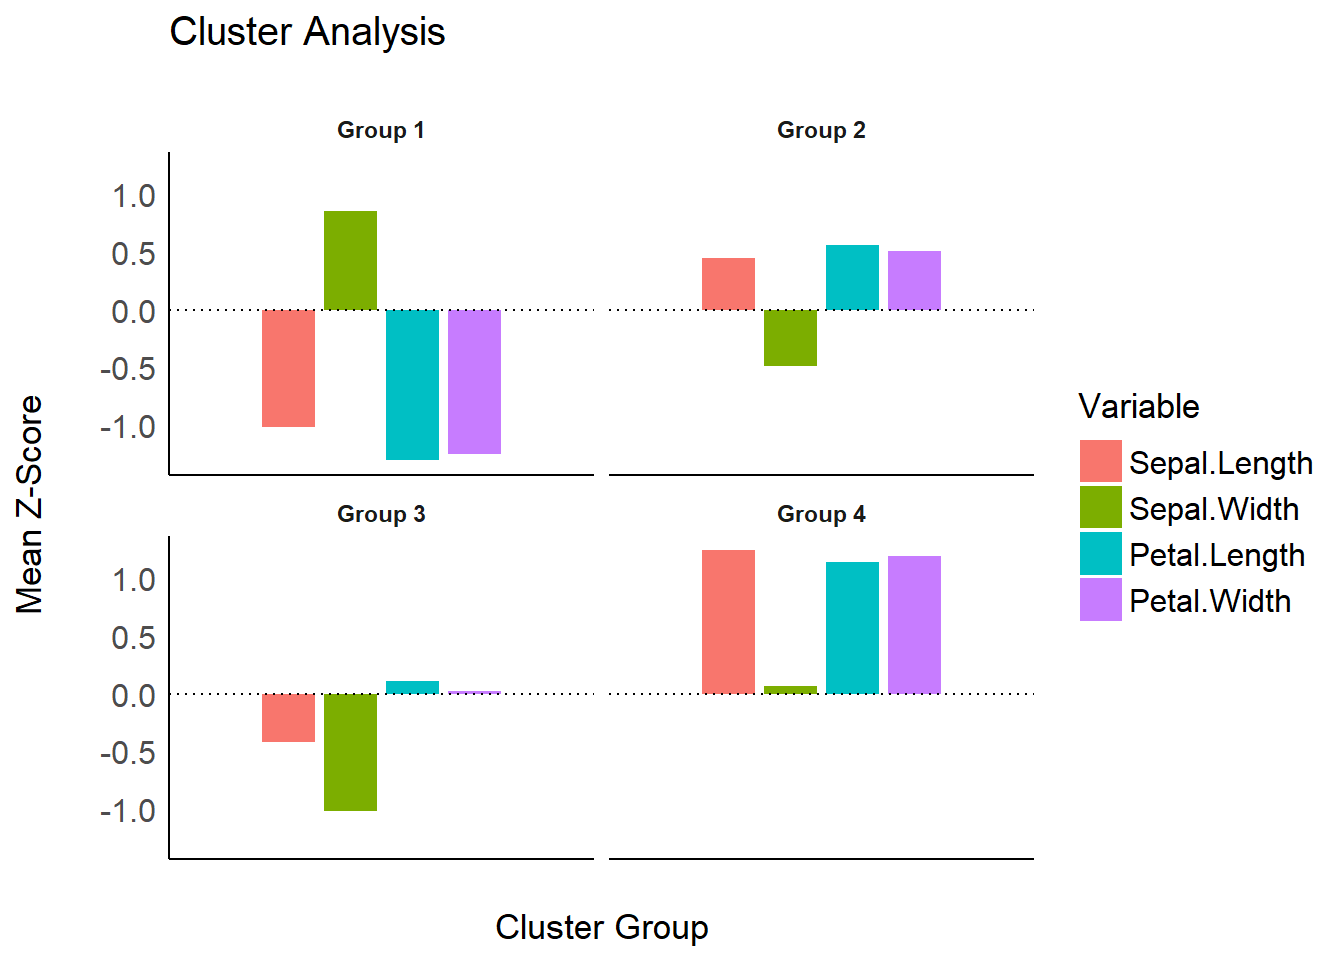 Cluster Analysis
Group 1
Group 2
1.0
0.5
0.0
-0.5
-1.0
Group 3
Group 4
1.0
0.5
0.0
-0.5
-1.0
Mean Z-Score
Cluster Group
Variable
Sepal.Length
Sepal.Width
Petal.Length
Petal.Width